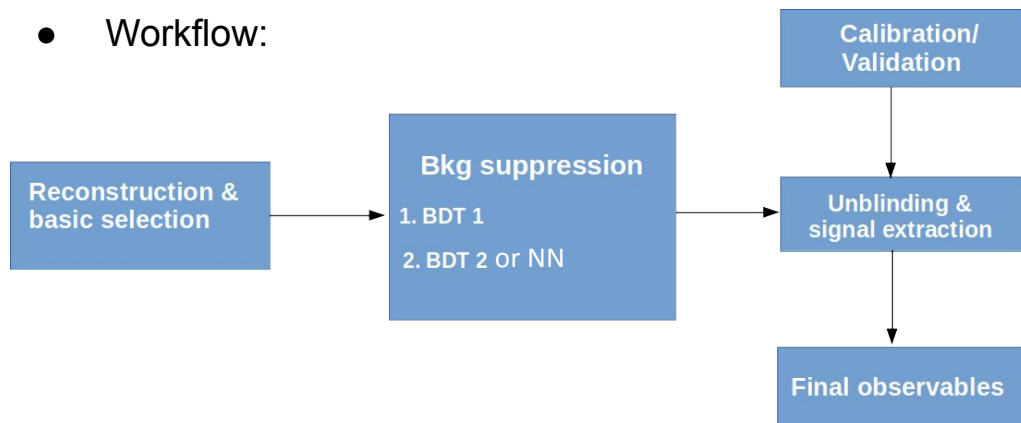 ● Workflow:
Calibration/
Validation
Reconstruction &
basic selection
Bkg suppression
1. BDT 1
2. BDT 2 or NN
Unblinding &
signal extraction
Final observables